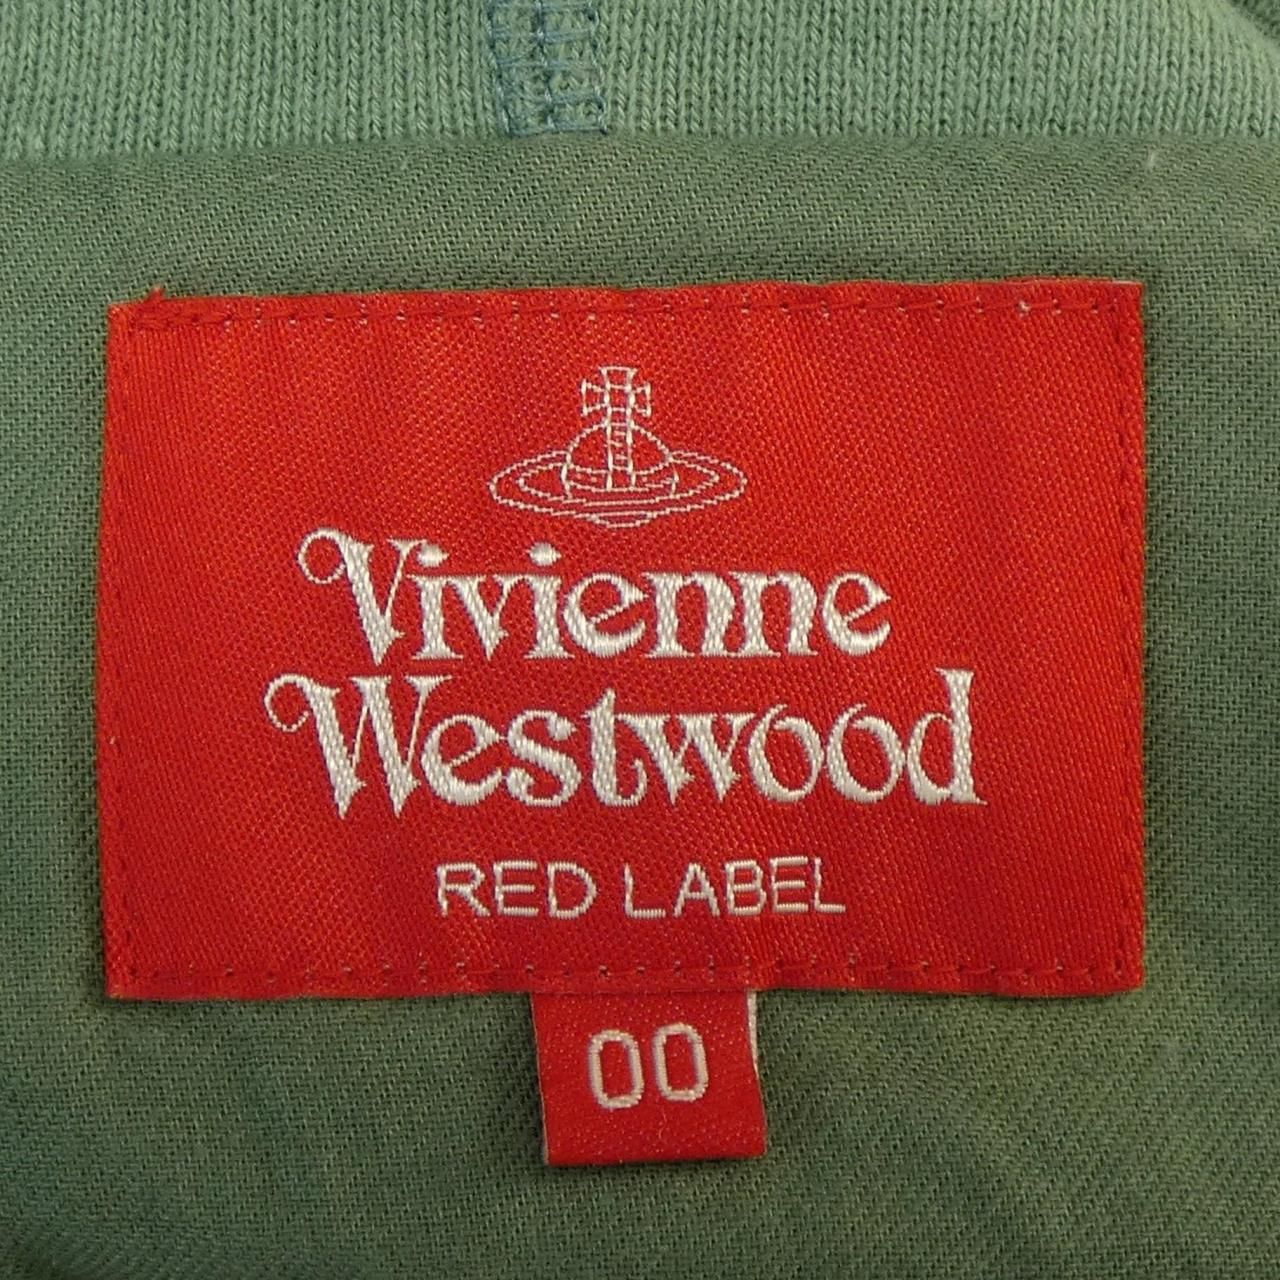 Vivienne
Westwood
RED LABEL
00